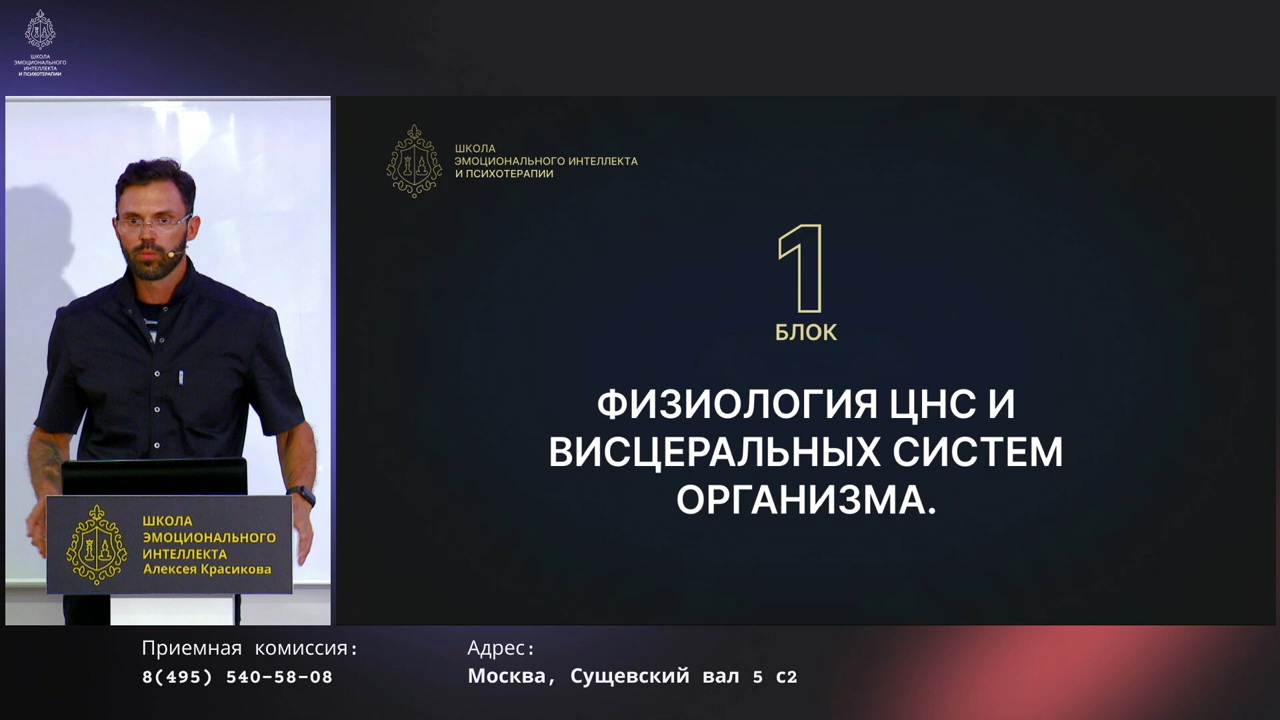 ШКОЛА
ЭМОЦИОНАЛЬНОГО
ИНТЕЛЛЕКТА
И ПСИХОТЕРАПИИ
ШКОЛА
ЭМОЦИОНАЛЬНОГО ИНТЕЛЛЕКТА
И ПСИХОТЕРАПИИ
1
БЛОК
ФИЗИОЛОГИЯ ЦНС И
ВИСЦЕРАЛЬНЫХ СИСТЕМ
ОРГАНИЗМА.
ШКОЛА
ЭМОЦИОНАЛЬНОГО
ИНТЕЛЛЕКТА
Алексея Красикова
Приемная комиссия:
8(495) 540-58-08
Адрес:
Москва, Сущевский вал 5 с2